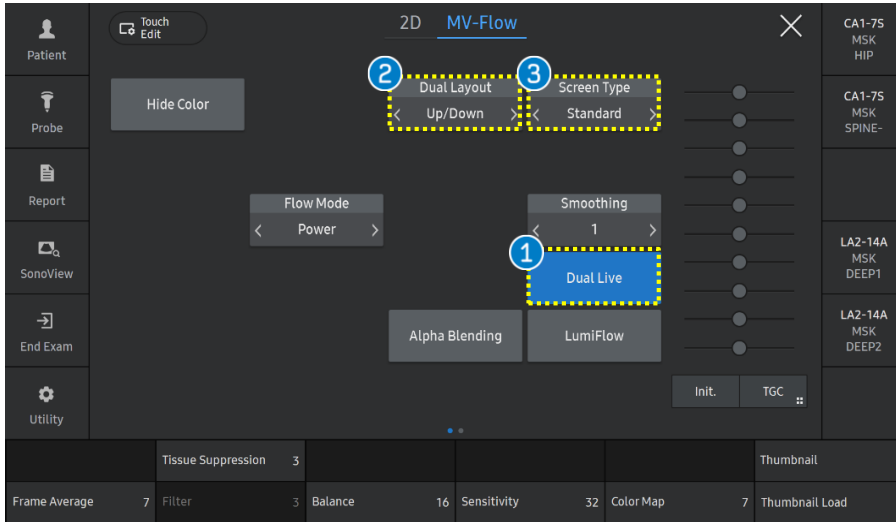 Patient
Probe
Report
SonoView
End Exam
Utility
Touch
Edit
2D MV-Flow
Hide Color
2
Dual Layout
Up/Down
3
Screen Type
Standard
Flow Mode
Power
Smoothing
1
1
Dual Live
Alpha Blending
LumiFlow
Init.
TGC
CA1-7S
MSK
HIP
CA1-7S
MSK
SPINE-
LA2-14A
MSK
DEEP1
LA2-14A
MSK
DEEP2
Tissue Suppression 3
Thumbnail
Frame Average 7
Filter 3
Balance 16
Sensitivity 32
Color Map 7
Thumbnail Load